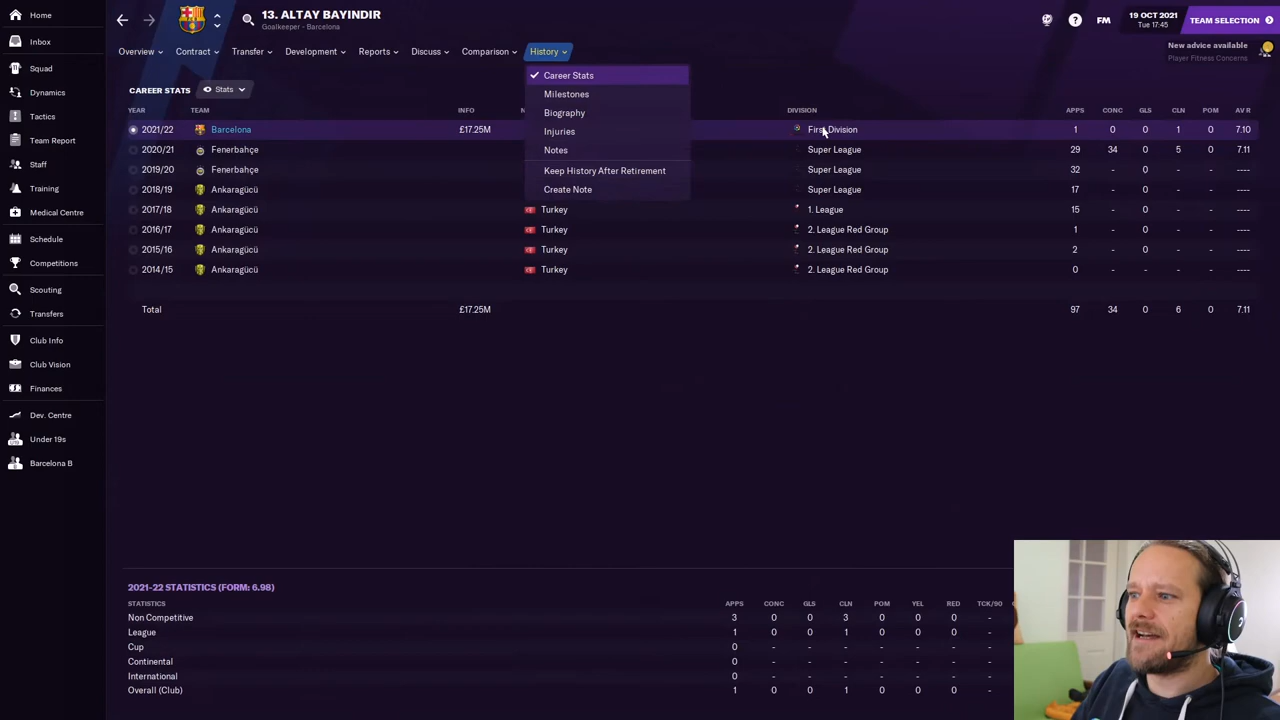 13. ALTAY BAYINDIR
Goalkeeper - Barcelona
FM
19 OCT 2021
Tue 17:45
TEAM SELECTION
New advice available
Player Fitness Concerns
Home
Inbox
Squad
Dynamics
Tactics
Team Report
Staff
Training
Medical Centre
Schedule
Competitions
Scouting
Transfers
Club Info
Club Vision
Finances
Dev. Centre
Under 19s
Barcelona B
Overview Contract Transfer Development Reports Discuss Comparison History
Career Stats
Milestones
Biography
Injuries
Notes
Keep History After Retirement
Create Note
CAREER STATS Stats
YEAR TEAM INFO N DIVISION APPS CONC GLS CLN POM AV R
2021/22 Barcelona £17.25M First Division 1 0 0 1 0 7.10
2020/21 Fenerbahçe Super League 29 34 0 5 0 7.11
2019/20 Fenerbahçe Super League 32 - 0 - - ----
2018/19 Ankaragücü Super League 17 - 0 - - ----
2017/18 Ankaragücü Turkey 1. League 15 - 0 - - ----
2016/17 Ankaragücü Turkey 2. League Red Group 1 - 0 - - ----
2015/16 Ankaragücü Turkey 2. League Red Group 2 - 0 - - ----
2014/15 Ankaragücü Turkey 2. League Red Group 0 - - - - ----
Total £17.25M 97 34 0 6 0 7.11
2021-22 STATISTICS (FORM: 6.98)
STATISTICS APPS CONC GLS CLN POM YEL RED TCK/90
Non Competitive 3 0 0 3 0 0 0 -
League 1 0 0 1 0 0 0 -
Cup 0 - - - - - - -
Continental 0 - - - - - - -
International 0 - - - - - - -
Overall (Club) 1 0 0 1 0 0 0 -